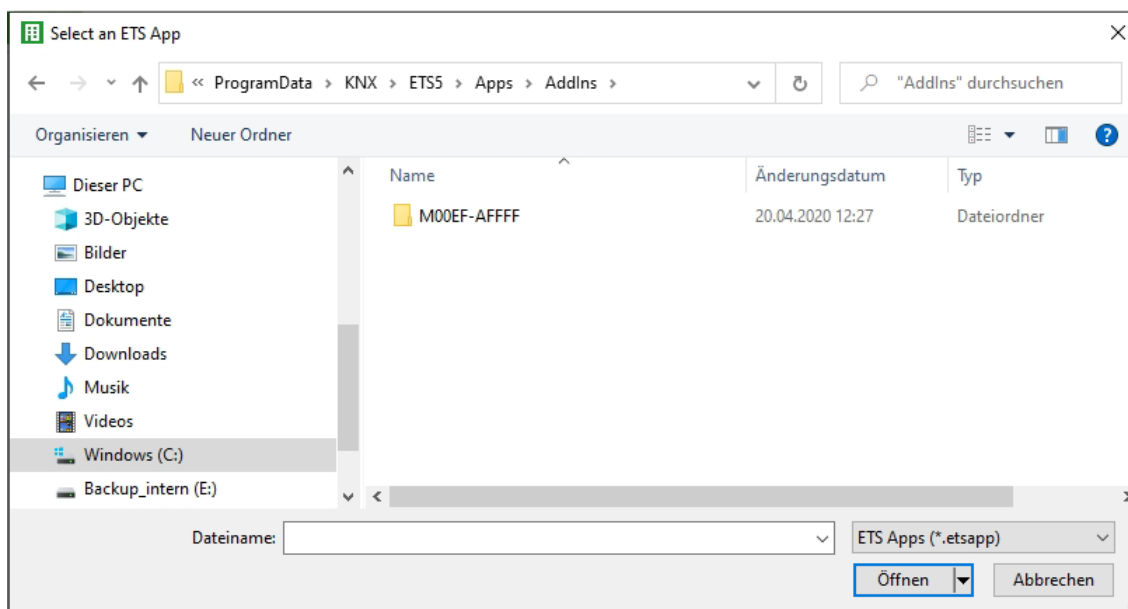 Select an ETS App
« ProgramData › KNX › ETS5 › Apps › AddIns ›
"AddIns" durchsuchen
Organisieren
Neuer Ordner
?
Dieser PC
3D-Objekte
Bilder
Desktop
Dokumente
Downloads
Musik
Videos
Windows (C:)
Backup_intern (E:)
Name Änderungsdatum Typ
M00EF-AFFFF 20.04.2020 12:27 Dateiordner
Dateiname:
ETS Apps (*.etsapp)
Öffnen
Abbrechen